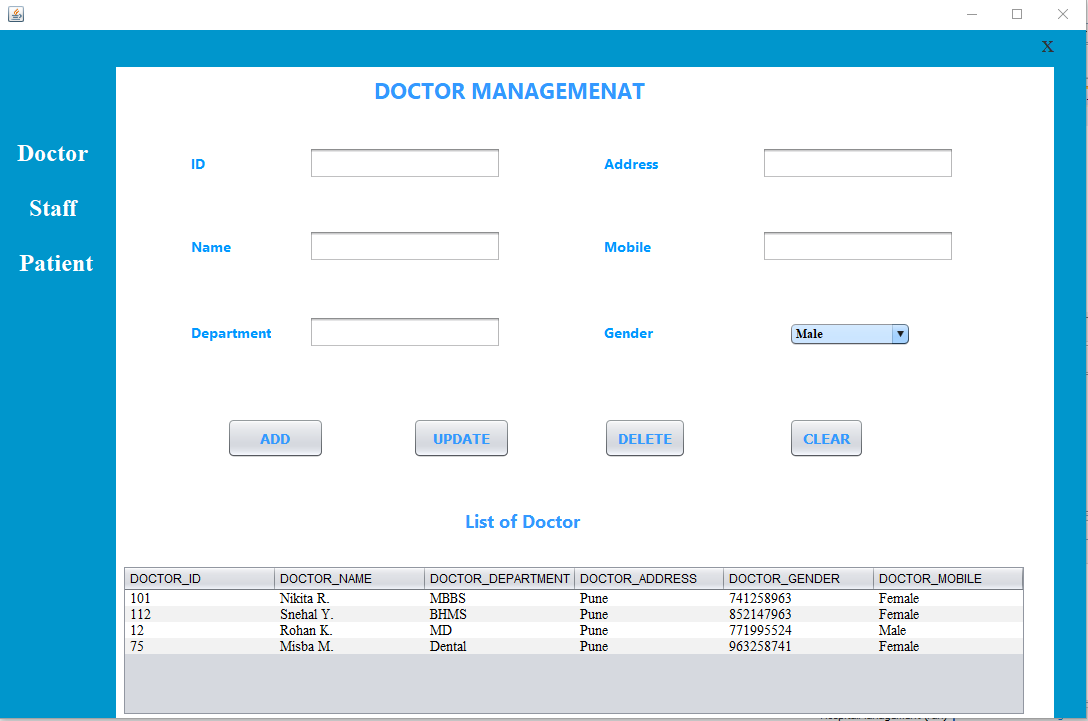 X
DOCTOR MANAGEMENAT
Doctor
Staff
Patient
ID
Address
Name
Mobile
Department
Gender
Male
ADD UPDATE DELETE CLEAR
List of Doctor
DOCTOR_ID DOCTOR_NAME DOCTOR_DEPARTMENT DOCTOR_ADDRESS DOCTOR_GENDER DOCTOR_MOBILE
101 Nikita R. MBBS Pune 741258963 Female
112 Snehal Y. BHMS Pune 852147963 Female
12 Rohan K. MD Pune 771995524 Male
75 Misba M. Dental Pune 963258741 Female